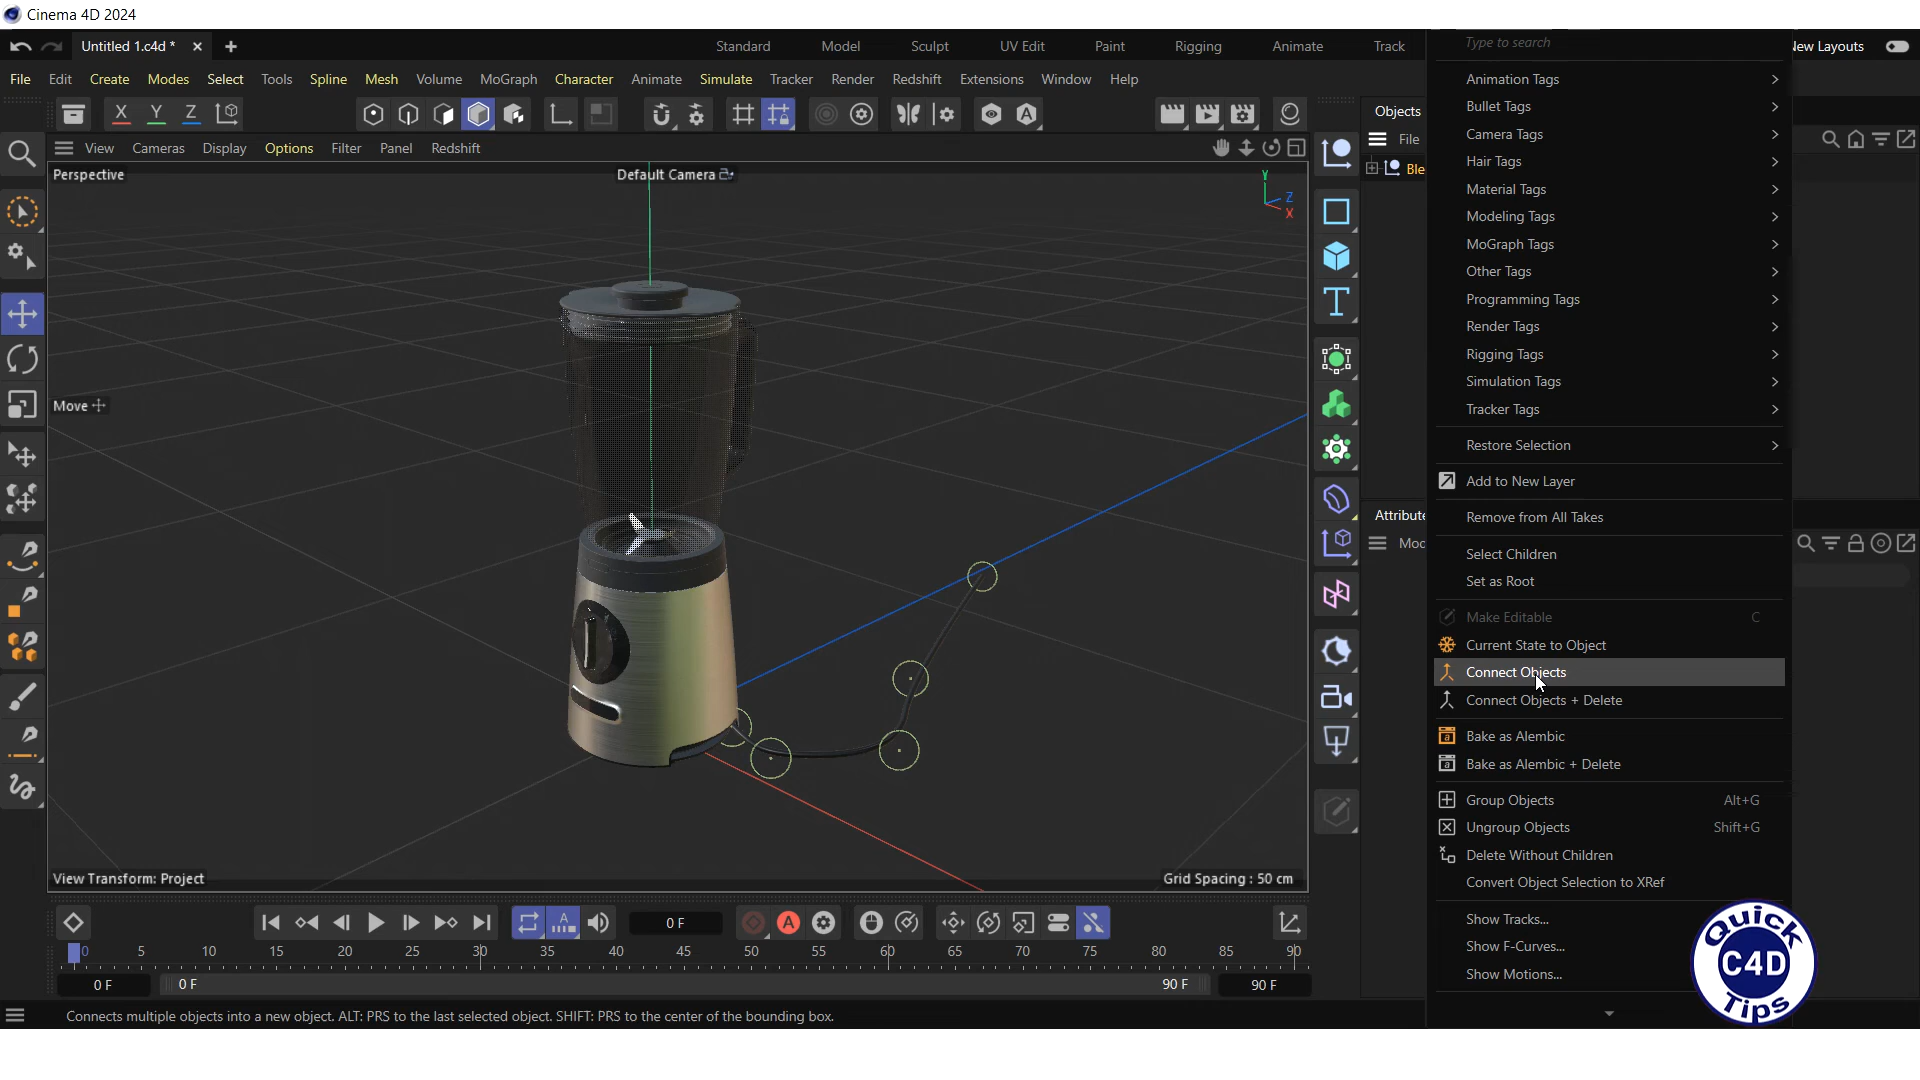 Cinema 4D 2024
Untitled 1.c4d *
Standard Model Sculpt UV Edit Paint Rigging Animate Track
New Layouts
File Edit Create Modes Select Tools Spline Mesh Volume MoGraph Character Animate Simulate Tracker Render Redshift Extensions Window Help
X Y Z
Objects
View Cameras Display Options Filter Panel Redshift
File
Perspective
Default Camera
Y
Z
X
Ble
Move
Attribute
Mod
View Transform: Project
Grid Spacing : 50 cm
0 F
0 5 10 15 20 25 30 35 40 45 50 55 60 65 70 75 80 85 90
0 F
0 F
90 F
90 F
Connects multiple objects into a new object. ALT: PRS to the last selected object. SHIFT: PRS to the center of the bounding box.
Type to search
Animation Tags
Bullet Tags
Camera Tags
Hair Tags
Material Tags
Modeling Tags
MoGraph Tags
Other Tags
Programming Tags
Render Tags
Rigging Tags
Simulation Tags
Tracker Tags
Restore Selection
Add to New Layer
Remove from All Takes
Select Children
Set as Root
Make Editable C
Current State to Object
Connect Objects
Connect Objects + Delete
Bake as Alembic
Bake as Alembic + Delete
Group Objects Alt+G
Ungroup Objects Shift+G
Delete Without Children
Convert Object Selection to XRef
Show Tracks...
Show F-Curves...
Show Motions...
Quick
C4D
Tips